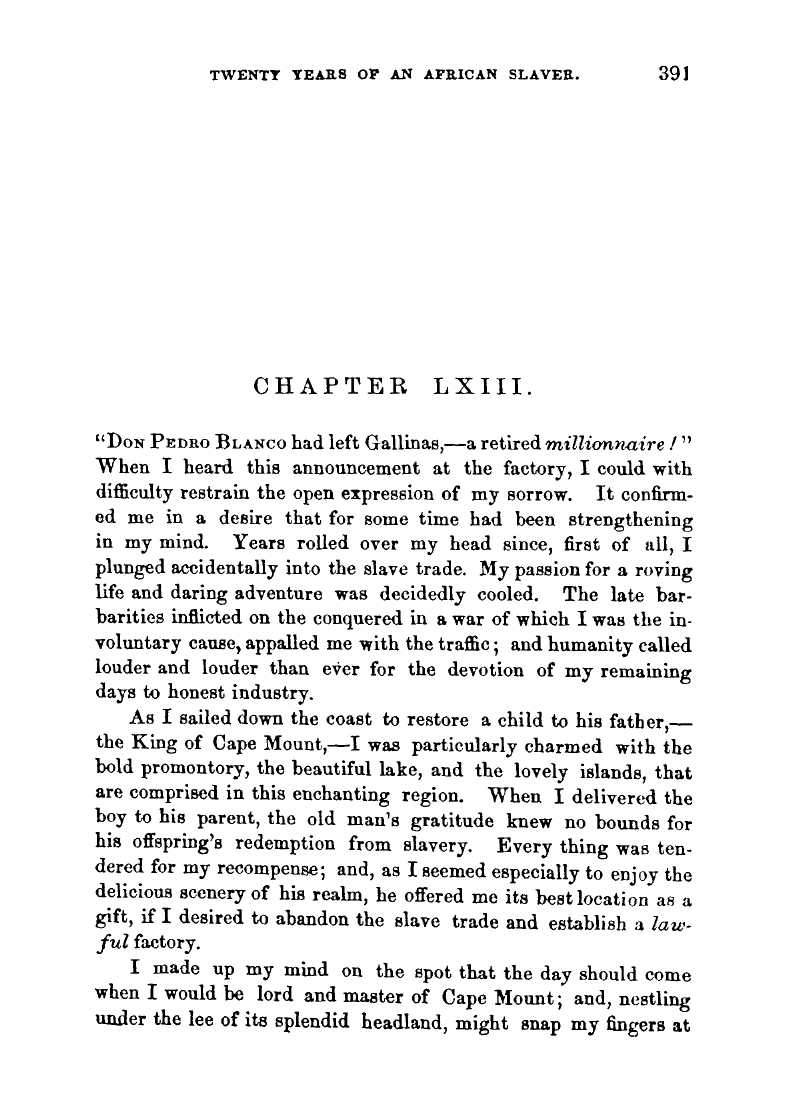 TWENTY YEARS OF AN AFRICAN SLAVER. 391
CHAPTER LXIII.
“DON PEDRO BLANCO had left Gallinas,—a retired millionnaire!”
When I heard this announcement at the factory, I could with
difficulty restrain the open expression of my sorrow. It confirm-
ed me in a desire that for some time had been strengthening
in my mind. Years rolled over my head since, first of all, I
plunged accidentally into the slave trade. My passion for a roving
life and daring adventure was decidedly cooled. The late bar-
barities inflicted on the conquered in a war of which I was the in-
voluntary cause, appalled me with the traffic; and humanity called
louder and louder than ever for the devotion of my remaining
days to honest industry.
As I sailed down the coast to restore a child to his father,—
the King of Cape Mount,—I was particularly charmed with the
bold promontory, the beautiful lake, and the lovely islands, that
are comprised in this enchanting region. When I delivered the
boy to his parent, the old man's gratitude knew no bounds for
his offspring's redemption from slavery. Every thing was ten-
dered for my recompense; and, as I seemed especially to enjoy the
delicious scenery of his realm, he offered me its best location as a
gift, if I desired to abandon the slave trade and establish a law-
ful factory.
I made up my mind on the spot that the day should come
when I would be lord and master of Cape Mount; and, nestling
under the lee of its splendid headland, might snap my fingers at